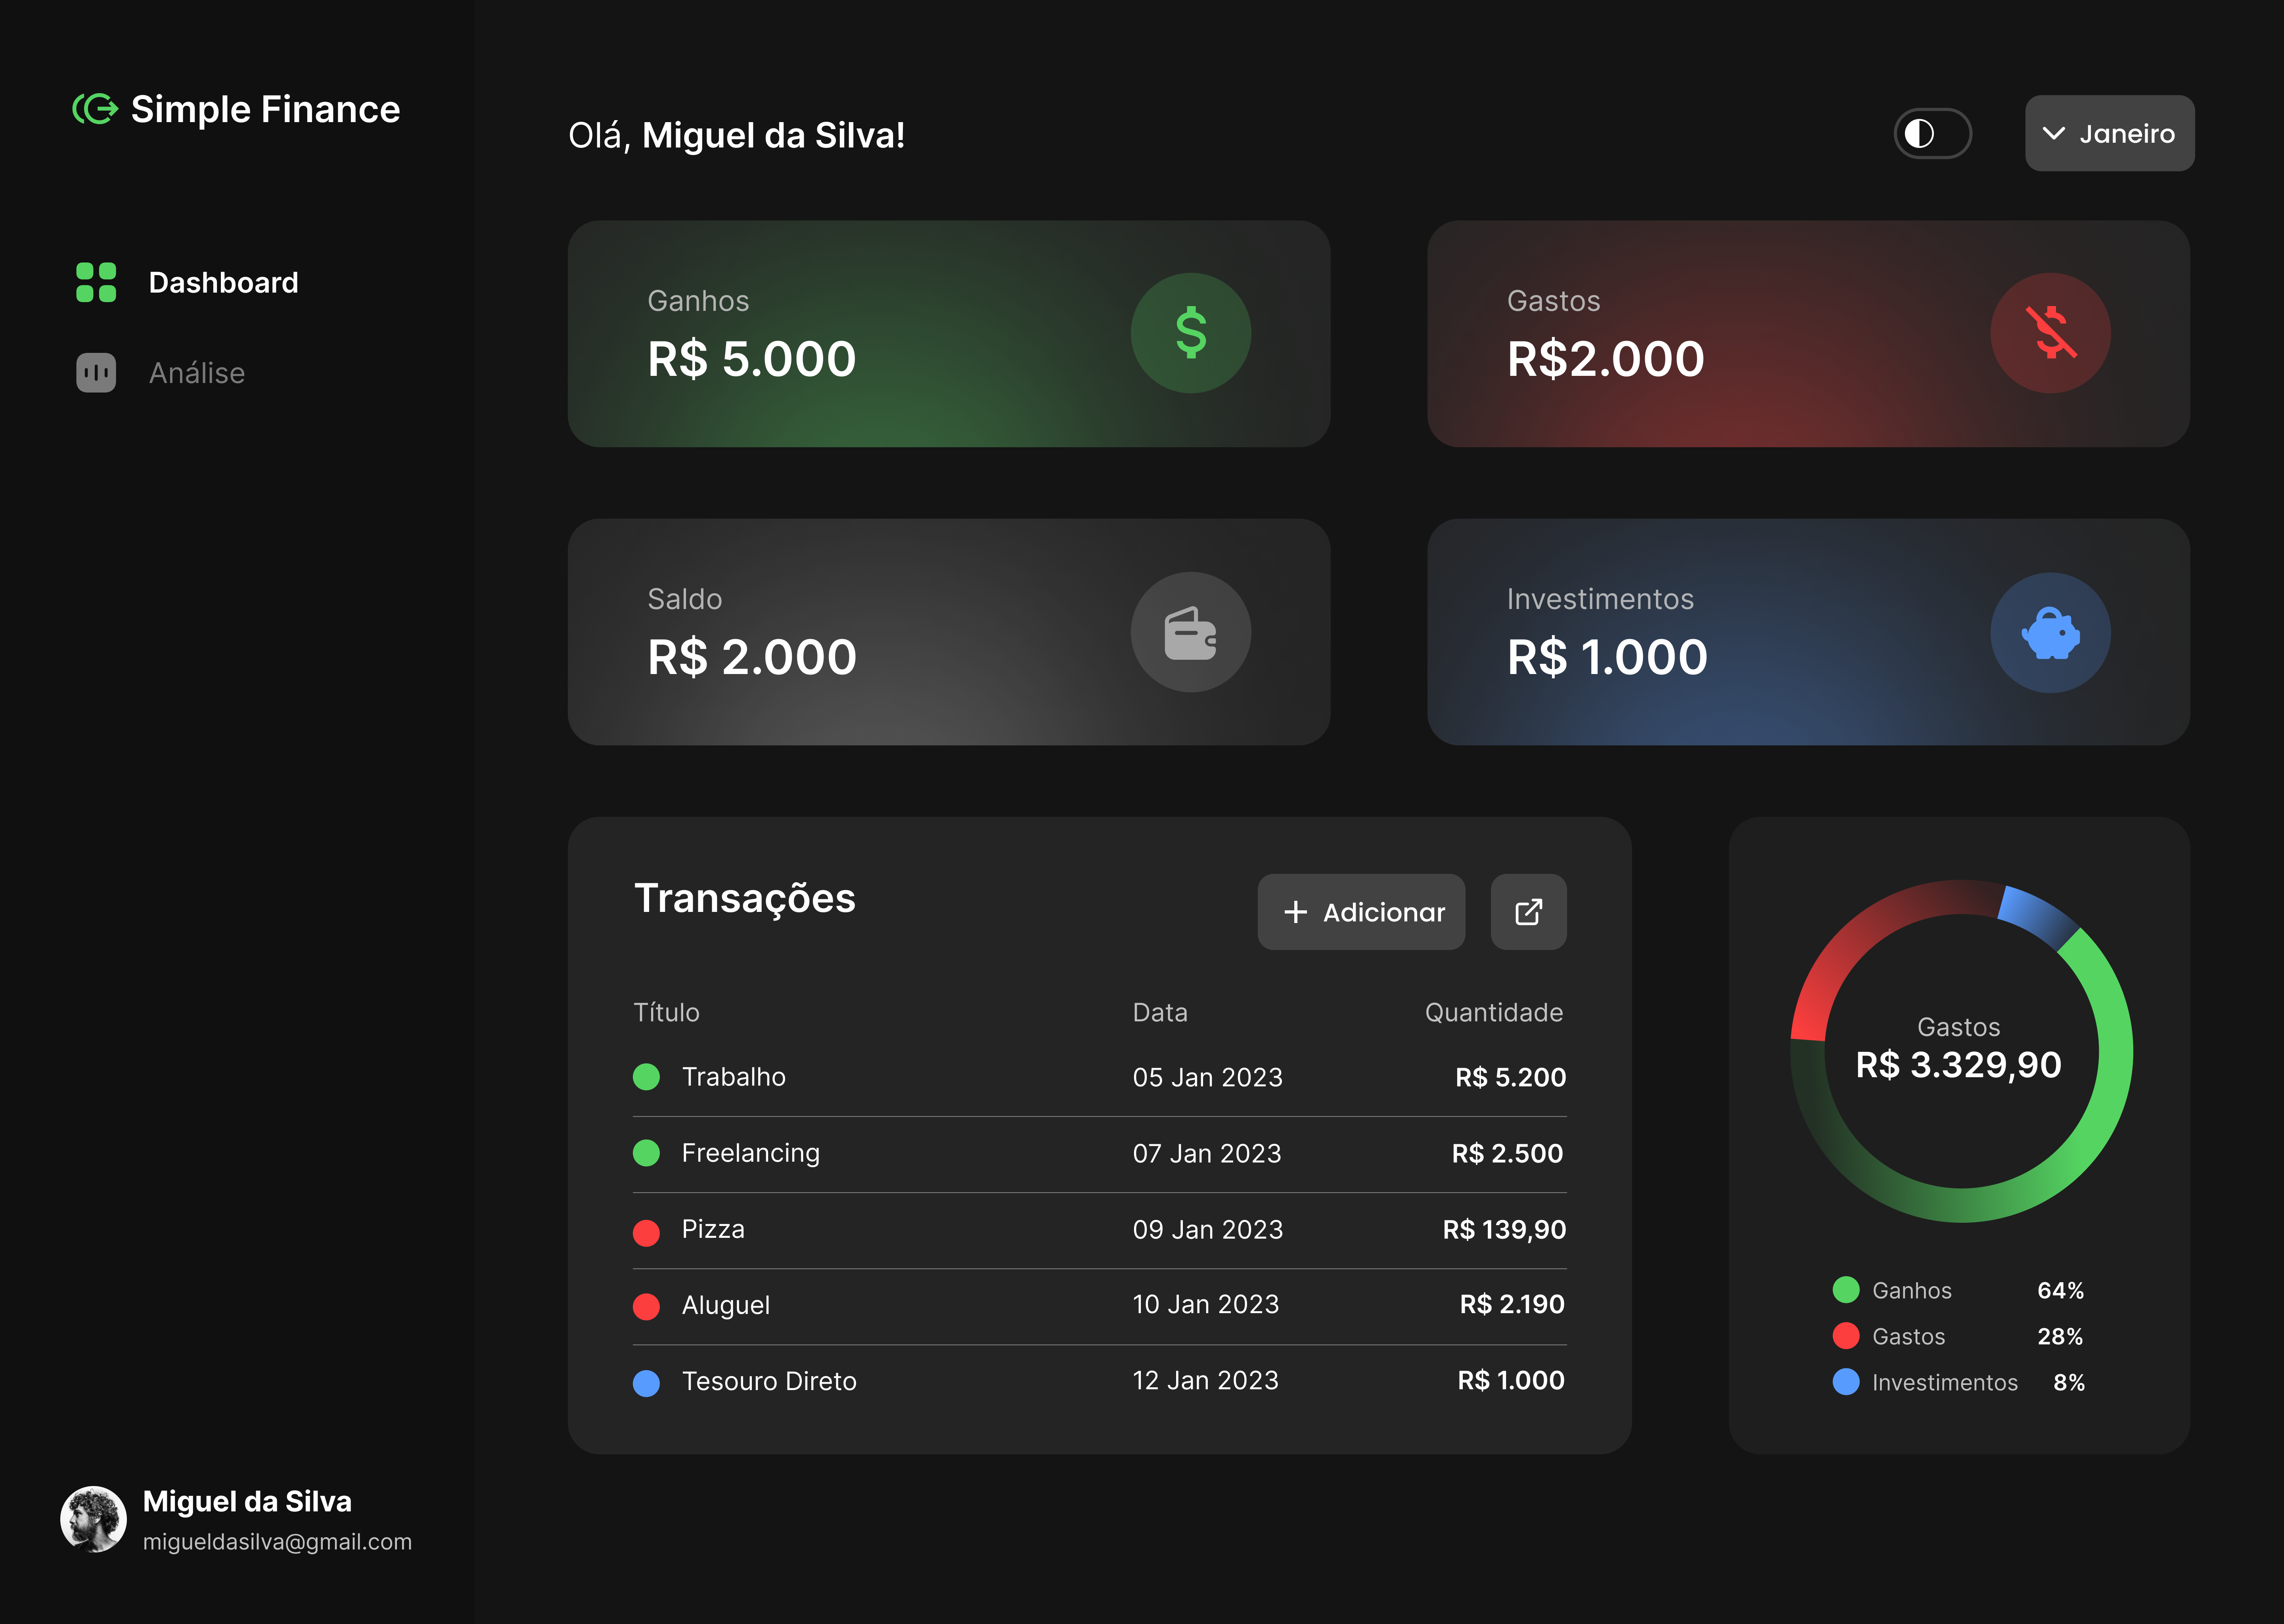 Simple Finance
Dashboard
Análise
Olá, Miguel da Silva!
Janeiro
Ganhos
R$ 5.000
Gastos
R$2.000
Saldo
R$ 2.000
Investimentos
R$ 1.000
Transações
Adicionar
Título Data Quantidade
Trabalho 05 Jan 2023 R$ 5.200
Freelancing 07 Jan 2023 R$ 2.500
Pizza 09 Jan 2023 R$ 139,90
Aluguel 10 Jan 2023 R$ 2.190
Tesouro Direto 12 Jan 2023 R$ 1.000
Gastos
R$ 3.329,90
Ganhos 64%
Gastos 28%
Investimentos 8%
Miguel da Silva
migueldasilva@gmail.com